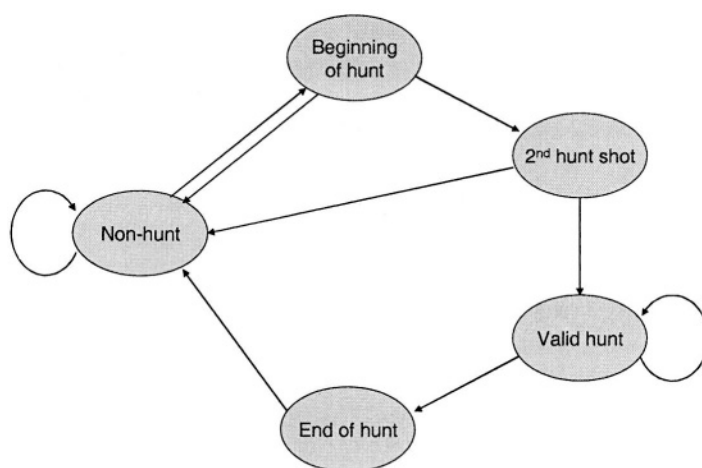 Beginning
of hunt
2nd hunt shot
Non-hunt
Valid hunt
End of hunt